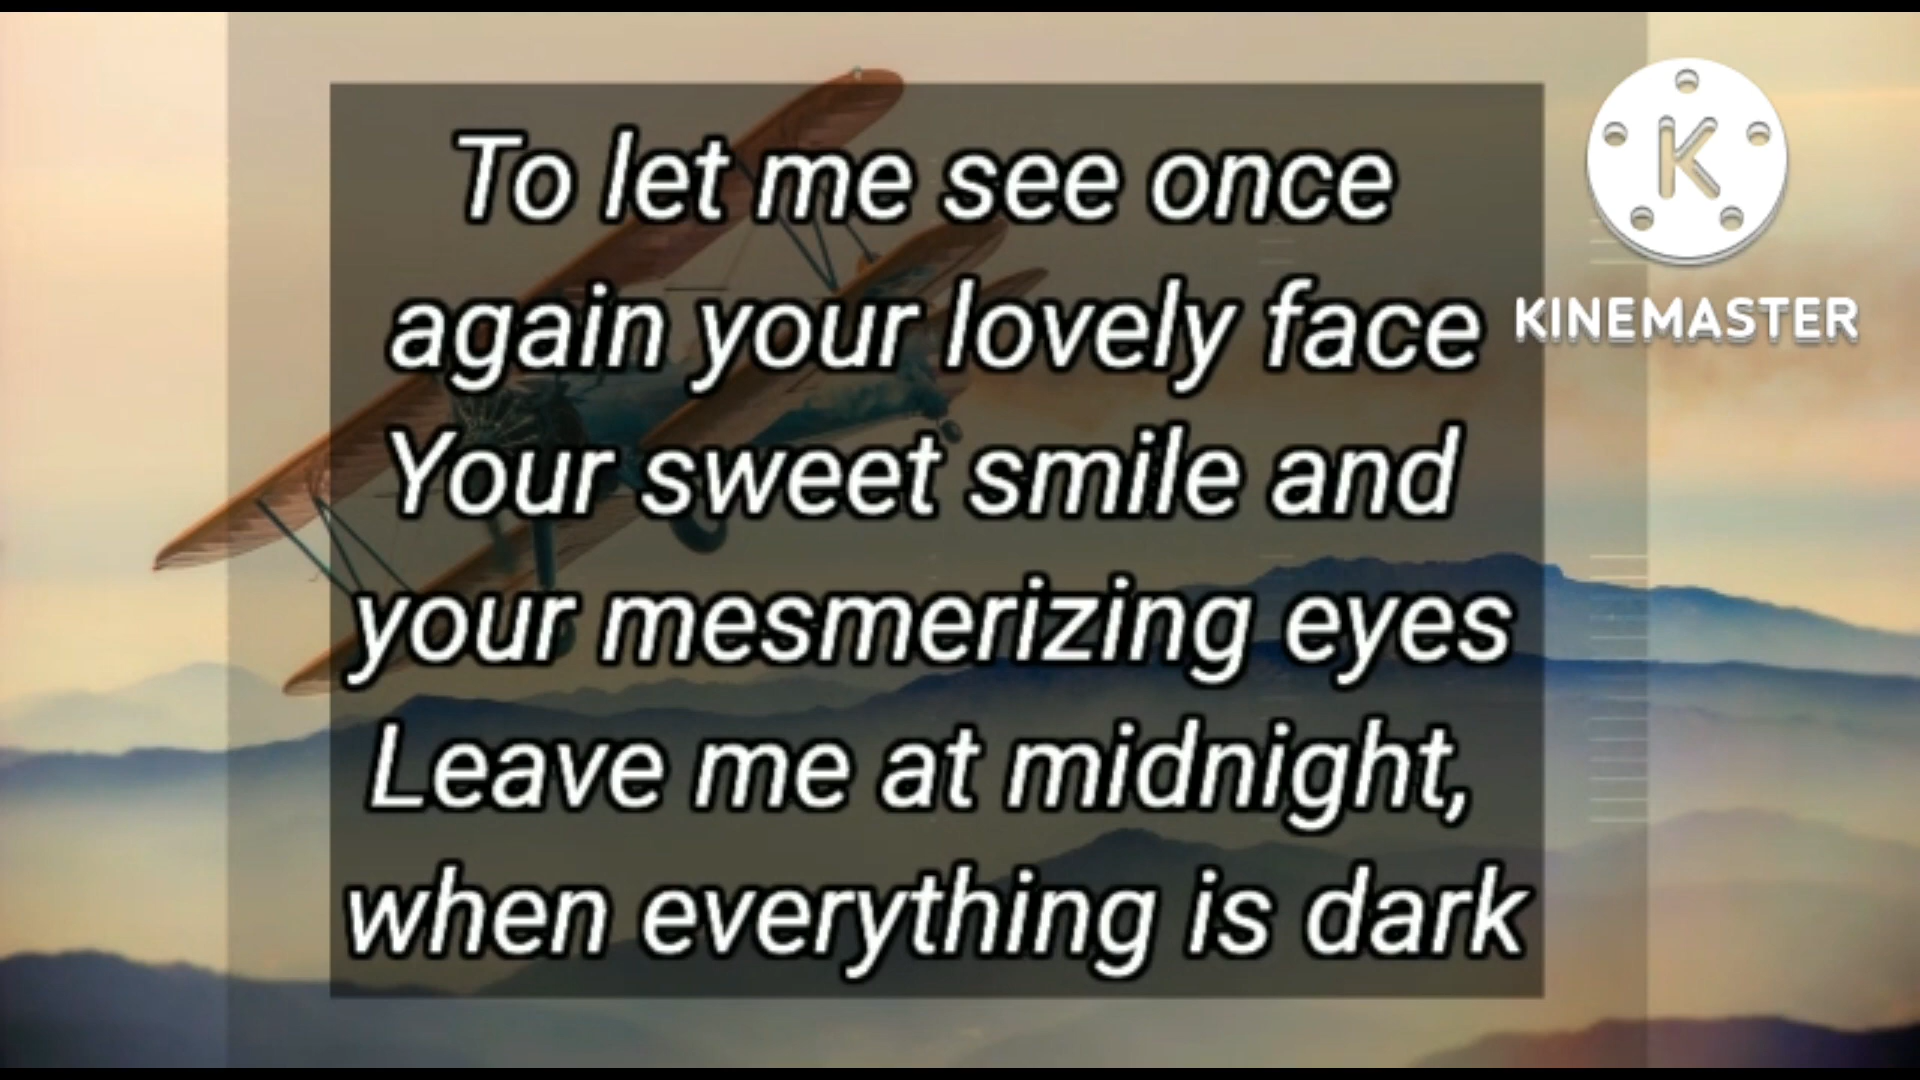 To let me see once
again your lovely face
Your sweet smile and
your mesmerizing eyes
Leave me at midnight,
when everything is dark
K
KINEMASTER